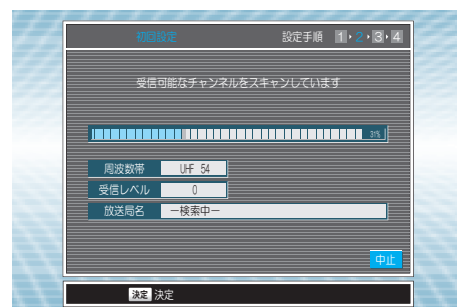 初回設定 設定手順 1 2 3 4
受信可能なチャンネルをスキャンしています
31%
周波数帯 UHF 54
受信レベル 0
放送局名 ー検索中ー
中止
決定 決定